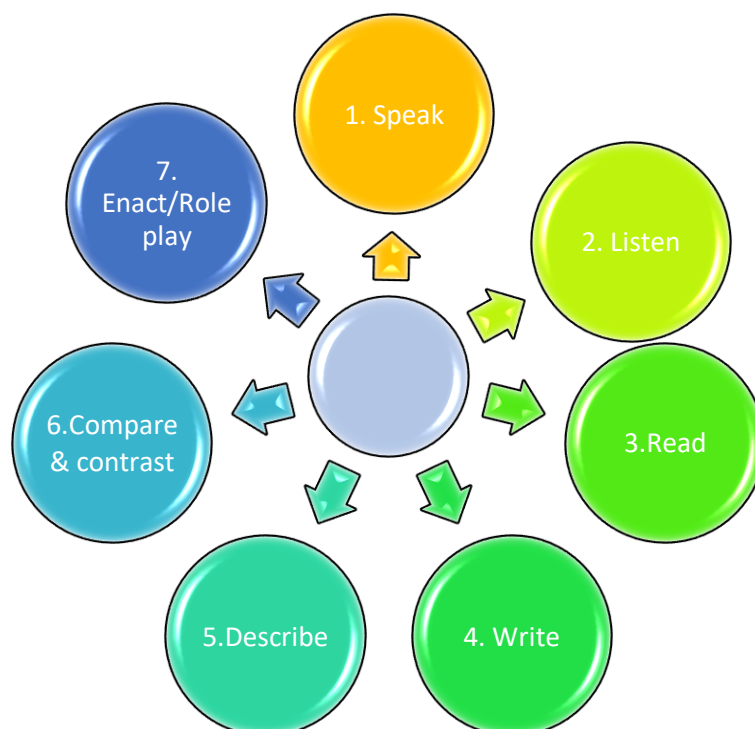 1. Speak
2. Listen
3.Read
4. Write
5.Describe
6.Compare
& contrast
7.
Enact/Role
play